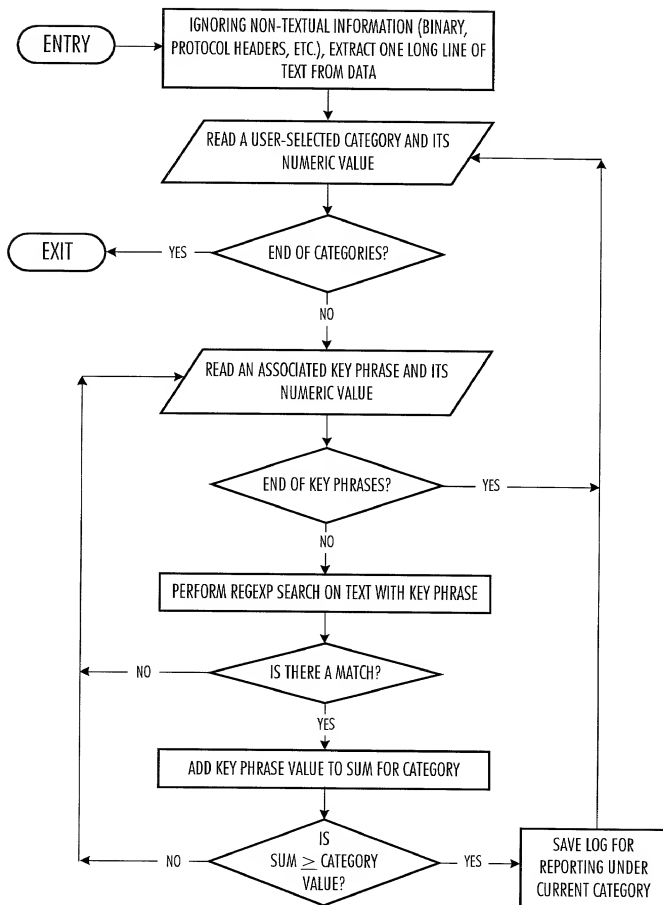 ENTRY
IGNORING NON-TEXTUAL INFORMATION (BINARY,
PROTOCOL HEADERS, ETC.), EXTRACT ONE LONG LINE OF
TEXT FROM DATA
READ A USER-SELECTED CATEGORY AND ITS
NUMERIC VALUE
END OF CATEGORIES?
YES
EXIT
NO
READ AN ASSOCIATED KEY PHRASE AND ITS
NUMERIC VALUE
END OF KEY PHRASES?
YES
NO
PERFORM REGEXP SEARCH ON TEXT WITH KEY PHRASE
IS THERE A MATCH?
NO
YES
ADD KEY PHRASE VALUE TO SUM FOR CATEGORY
IS
SUM ≥ CATEGORY
VALUE?
NO
YES
SAVE LOG FOR
REPORTING UNDER
CURRENT CATEGORY